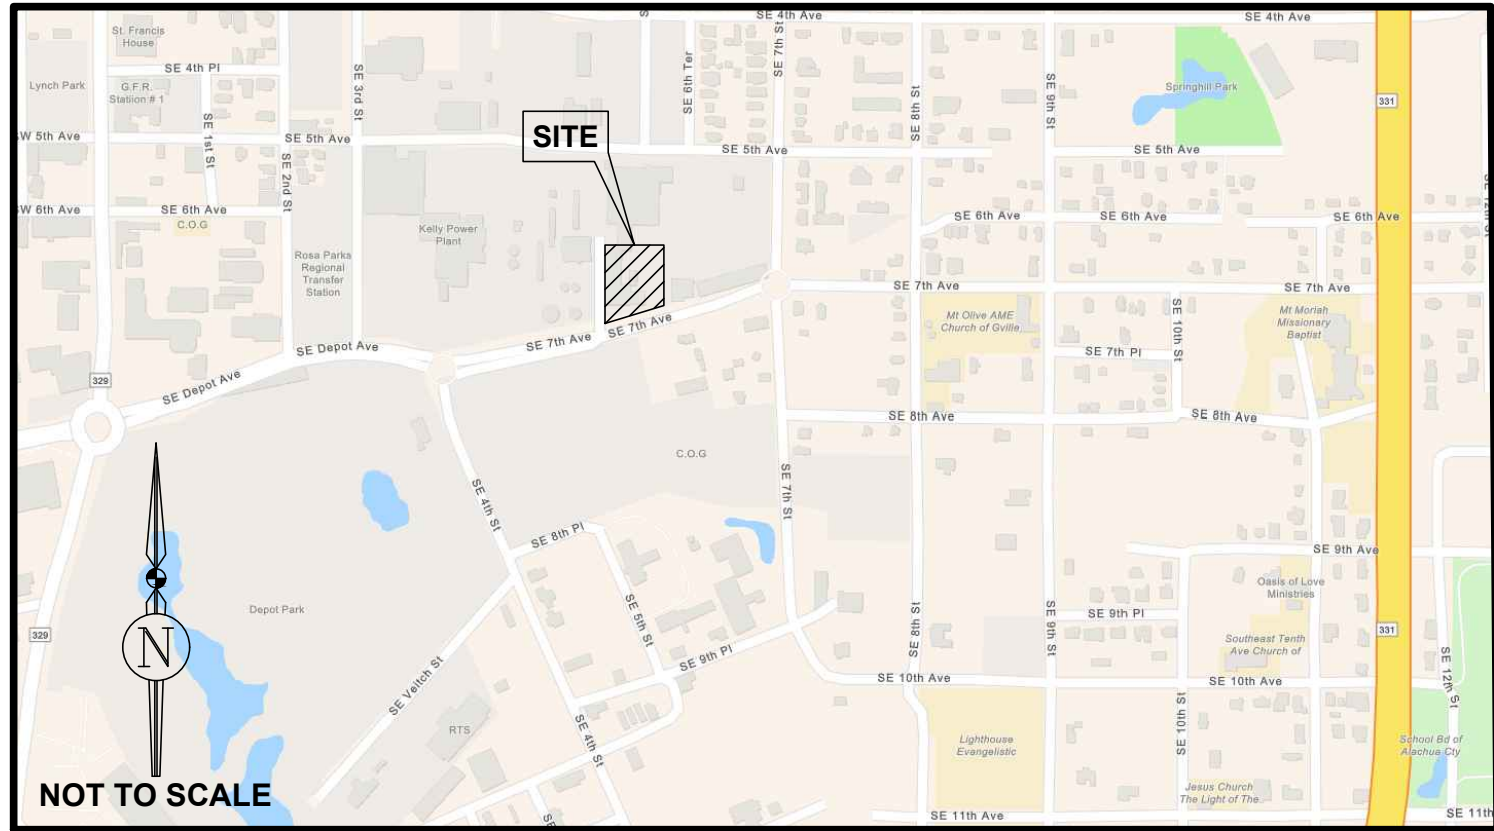 SE 4th Ave
SE 4th Ave
St. Francis
House
SE 7th St
SE 4th Pl
SE 3rd St
SE 6th Ter
Lynch Park
G.F.R.
Station # 1
Springhill Park
331
SE 8th St
SE 9th St
SE 1st St
SITE
W 5th Ave
SE 5th Ave
SE 5th Ave
SE 5th Ave
SE 2nd St
W 6th Ave
SE 6th Ave
C.O.G
SE 6th Ave
SE 6th Ave
SE 6th Ave
Kelly Power
Plant
Rosa Parks
Regional
Transfer
Station
SE 7th Ave
SE 7th Ave
SE 7th Ave
SE 7th Ave
Mt Olive AME
Church of Gville
SE 10th St
Mt Moriah
Missionary
Baptist
SE Depot Ave
SE 7th Pl
329
SE Depot Ave
SE 8th Ave
SE 8th Ave
C.O.G
SE 4th St
SE 7th St
SE 8th Pl
SE 9th Ave
Oasis of Love
Ministries
Depot Park
SE 5th St
SE 8th St
SE 9th St
SE 9th Pl
329
331
N
SE 9th Pl
Southeast Tenth
Ave Church of
SE 12th St
SE Veitch St
SE 10th Ave
SE 10th Ave
RTS
SE 4th St
SE 10th St
Lighthouse
Evangelistic
School Bd of
Alachua Cty
NOT TO SCALE
Jesus Church
The Light of The
SE 11th Ave
SE 11th